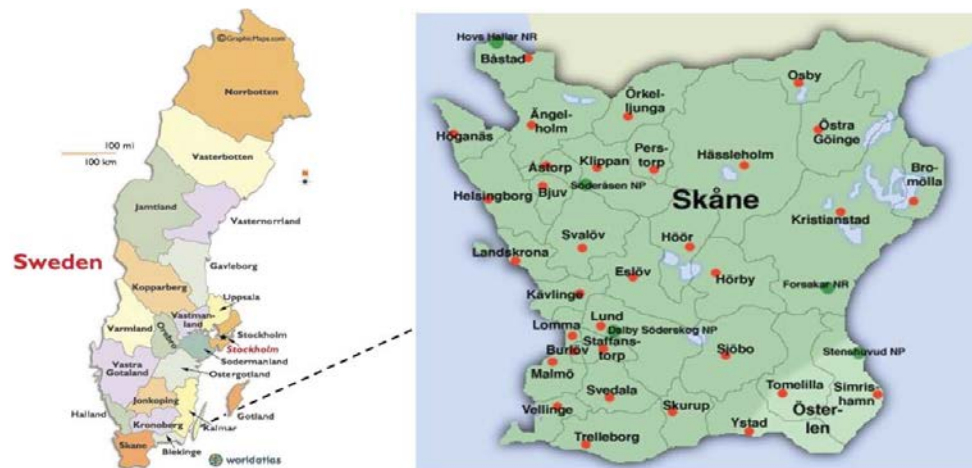 ©GraphicMaps.com
Norrbotten
100 mi
100 km
Vasterbotten
Jamtland
Vasternorrland
Sweden
Gavleborg
Kopparberg
Uppsala
Vastman-
land
Varmland
Orebro
Stockholm
Stockholm
Sodermanland
Vastra
Gotaland
Ostergotland
Jonkoping
Gotland
Halland
Kronoberg
Kalmar
Skane
Blekinge
worldatlas
Hovs Hallar NR
Båstad
Osby
Örkel-
ljunga
Ängel-
holm
Höganäs
Östra
Göinge
Åstorp
Klippan
Pers-
torp
Hässleholm
Bro-
mölla
Bjuv
Söderåsen NP
Helsingborg
Skåne
Kristianstad
Svalöv
Höör
Landskrona
Eslöv
Hörby
Forsakar NR
Kävlinge
Lund
Lomma
Dalby Söderskog NP
Staffans-
torp
Burlöv
Sjöbo
Stenshuvud NP
Malmö
Svedala
Tomelilla
Simris-
hamn
Vellinge
Skurup
Öster-
len
Ystad
Trelleborg